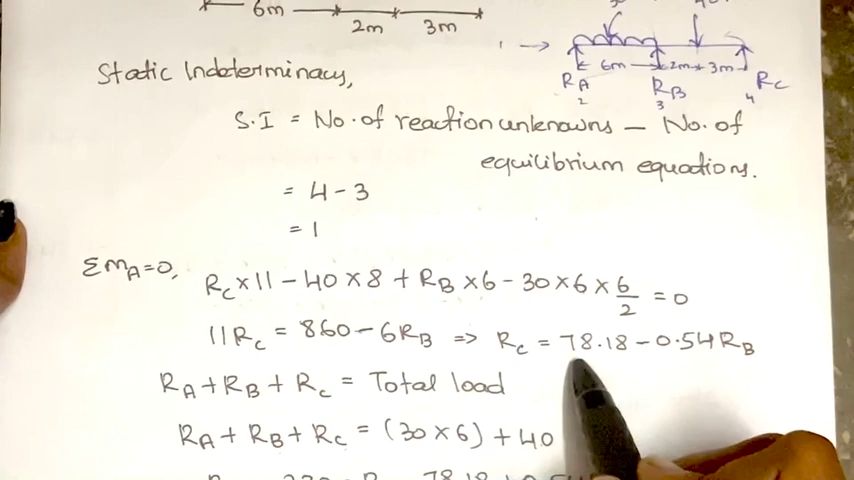 6m
2m 3m
6m 2m 3m
RA RB RC
2 3 4
Static Indeterminacy,
S.I = No. of reaction unknowns – No. of
equilibrium equations.
= 4 - 3
= 1
ΣmA=0, Rc×11 - 40×8 + RB×6 - 30×6×6/2 = 0
11Rc = 860 - 6RB => Rc = 78.18 - 0.54RB
RA+RB+Rc = Total load
RA+RB+Rc = (30×6) + 40